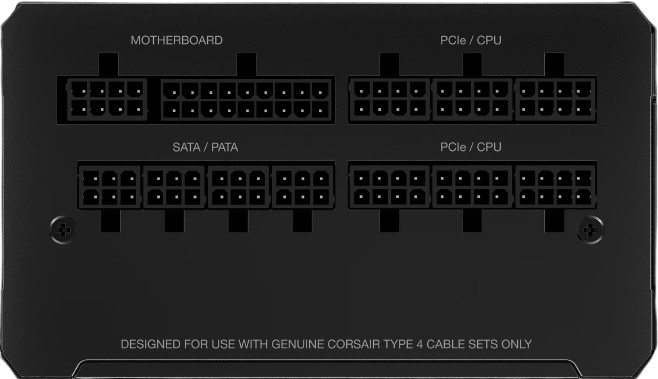 MOTHERBOARD
PCIe / CPU
SATA / PATA
PCIe / CPU
DESIGNED FOR USE WITH GENUINE CORSAIR TYPE 4 CABLE SETS ONLY